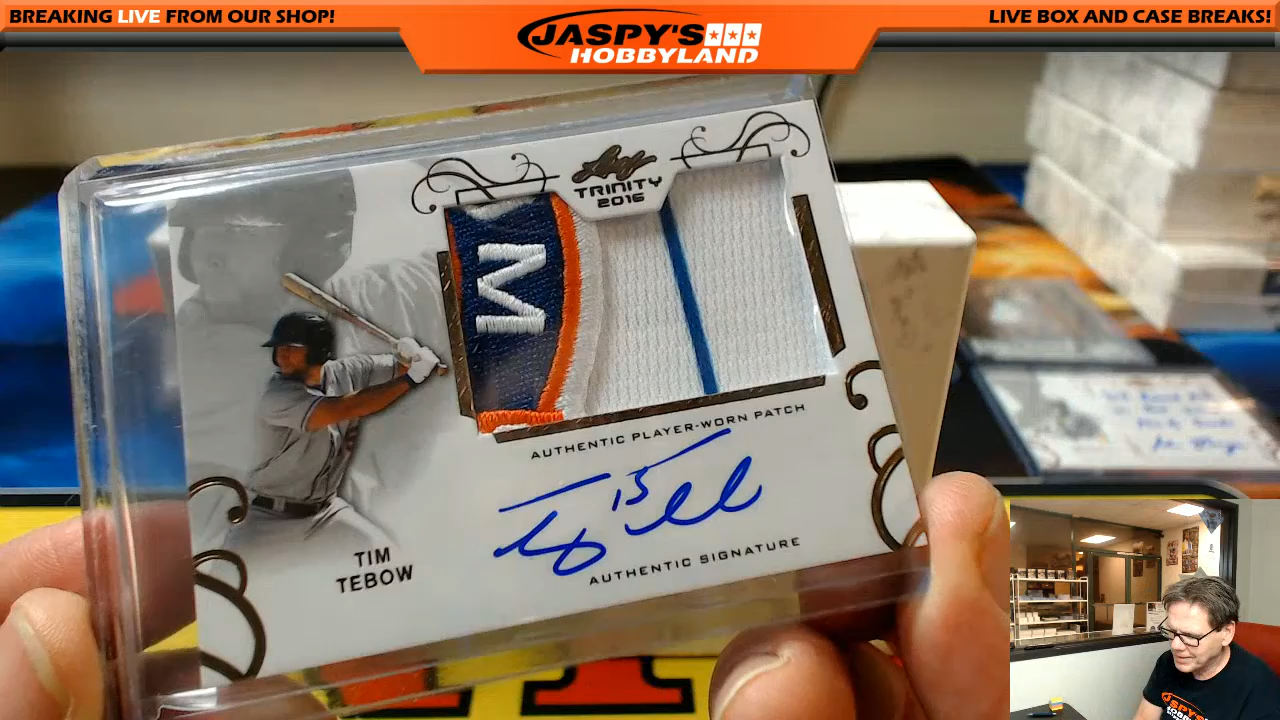 BREAKING LIVE FROM OUR SHOP!
JASPY'S
HOBBYLAND
LIVE BOX AND CASE BREAKS!
Leaf
TRINITY
2016
M
AUTHENTIC PLAYER-WORN PATCH
15
AUTHENTIC SIGNATURE
TIM
TEBOW
JASPY'S